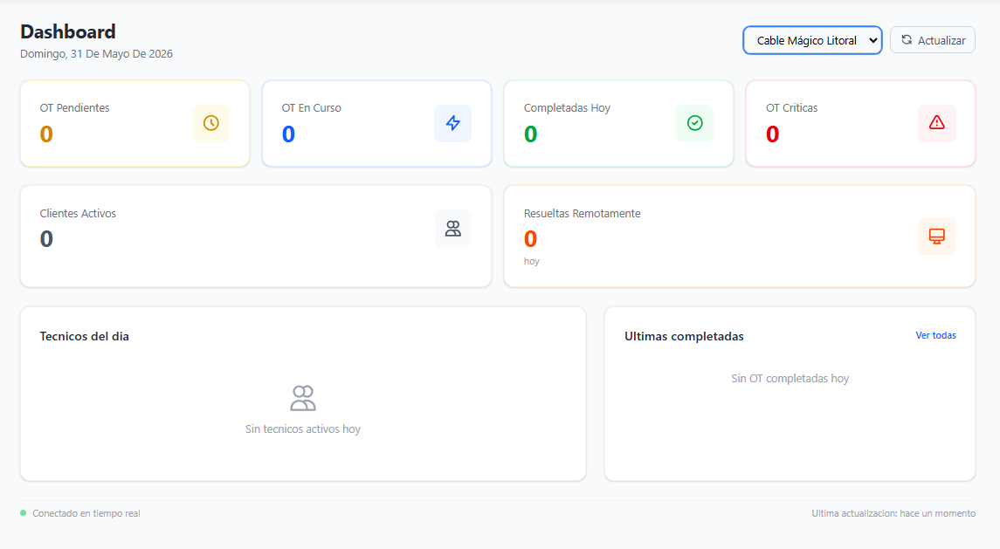 Dashboard
Domingo, 31 De Mayo De 2026
Cable Mágico Litoral
Actualizar
OT Pendientes
0
OT En Curso
0
Completadas Hoy
0
OT Criticas
0
Clientes Activos
0
Resueltas Remotamente
0
hoy
Tecnicos del dia
Sin tecnicos activos hoy
Ultimas completadas
Ver todas
Sin OT completadas hoy
Conectado en tiempo real
Ultima actualizacion: hace un momento